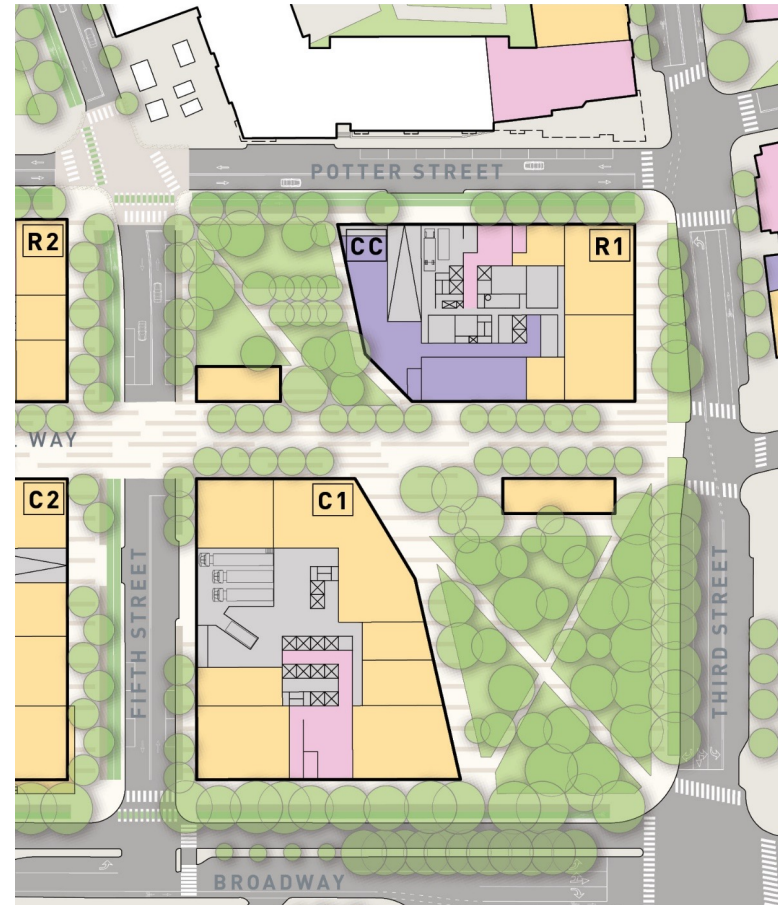 POTTER STREET
R2
CC
R1
WAY
C2
C1
FIFTH STREET
THIRD STREET
BROADWAY